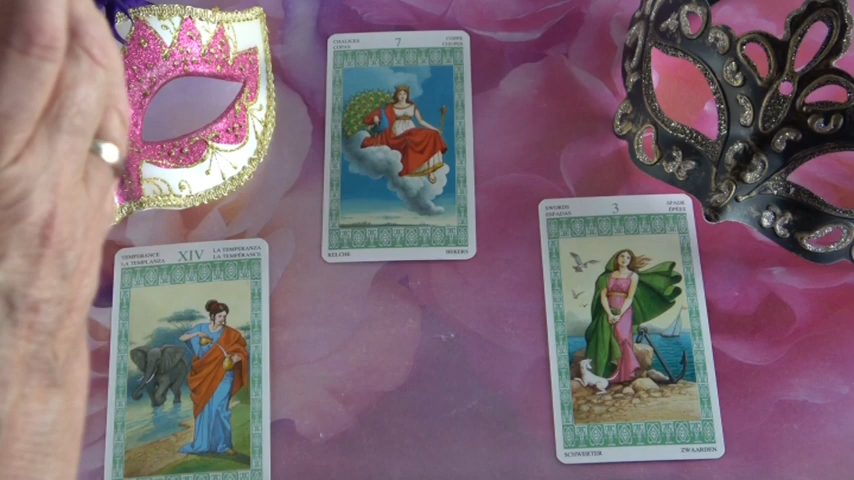 CHALICES
COPAS
7
COPPE
COUPES
KELCHE
BEKERS
TEMPERANCE
LA TEMPLANZA
XIV
LA TEMPERANZA
LA TEMPERANCE
SWORDS
ESPADAS
3
SPADE
ÉPÉES
SCHWERTER
ZWAARDEN